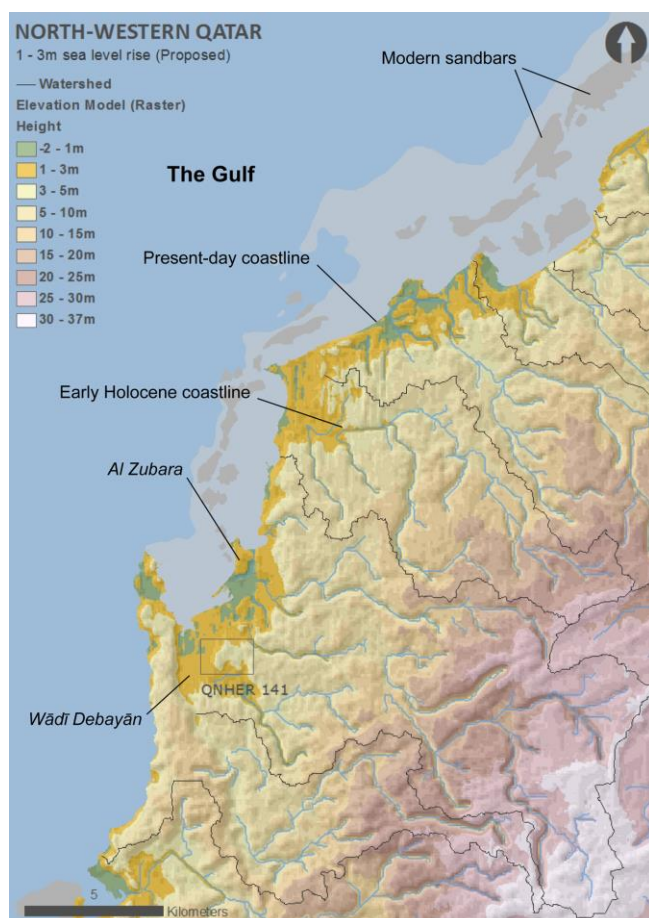 NORTH-WESTERN QATAR
1 - 3m sea level rise (Proposed)
Watershed
Elevation Model (Raster)
Height
-2 - 1m
1 - 3m
3 - 5m
5 - 10m
10 - 15m
15 - 20m
20 - 25m
25 - 30m
30 - 37m
Modern sandbars
The Gulf
Present-day coastline
Early Holocene coastline
Al Zubara
QNHER 141
Wādī Debayān
5
Kilometers